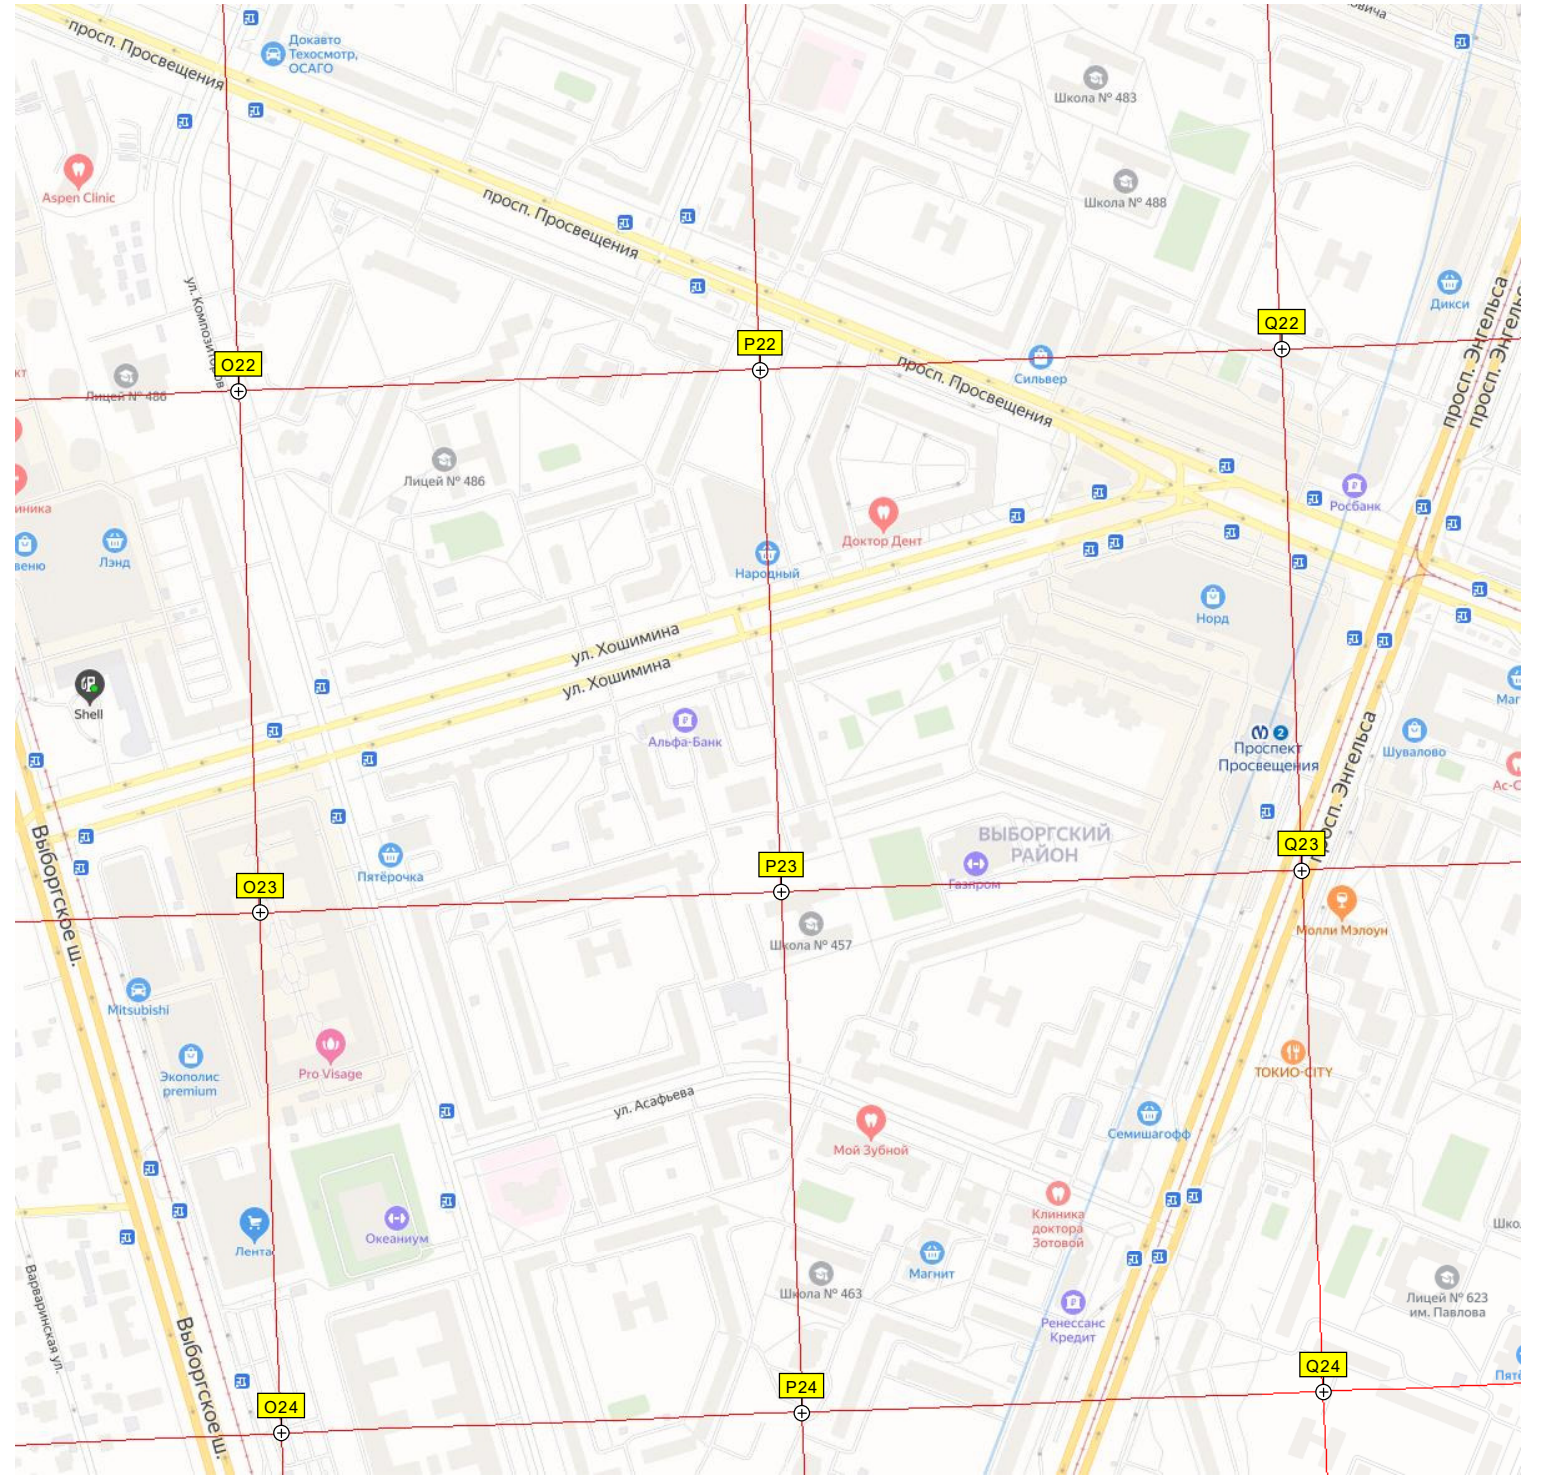 просп. Просвещения
Докавто
Техосмотр,
ОСАГО
Школа № 483
Aspen Clinic
просп. Просвещения
Школа № 488
ул. Композиторов
Дикси
просп. Энгельса
просп. Энгельса
O22
P22
Q22
Лицей № 486
просп. Просвещения
Сильвер
Лицей № 486
Росбанк
Лэнд
Доктор Дент
Народный
Норд
ул. Хошимина
ул. Хошимина
Shell
Альфа-Банк
2
Проспект
Просвещения
просп. Энгельса
Шувалово
Выборгское ш.
Пятёрочка
ВЫБОРГСКИЙ
РАЙОН
Газпром
O23
P23
Q23
Школа № 457
Молли Мэлоун
Mitsubishi
Экополис
premium
Pro Visage
ТОКИО-CITY
ул. Асафьева
Мой Зубной
Семишагофф
Клиника
доктора
Зотовой
Лента
Океаниум
Магнит
Школа № 463
Варваринская ул.
Ренессанс
Кредит
Лицей № 623
им. Павлова
Выборгское ш.
O24
P24
Q24